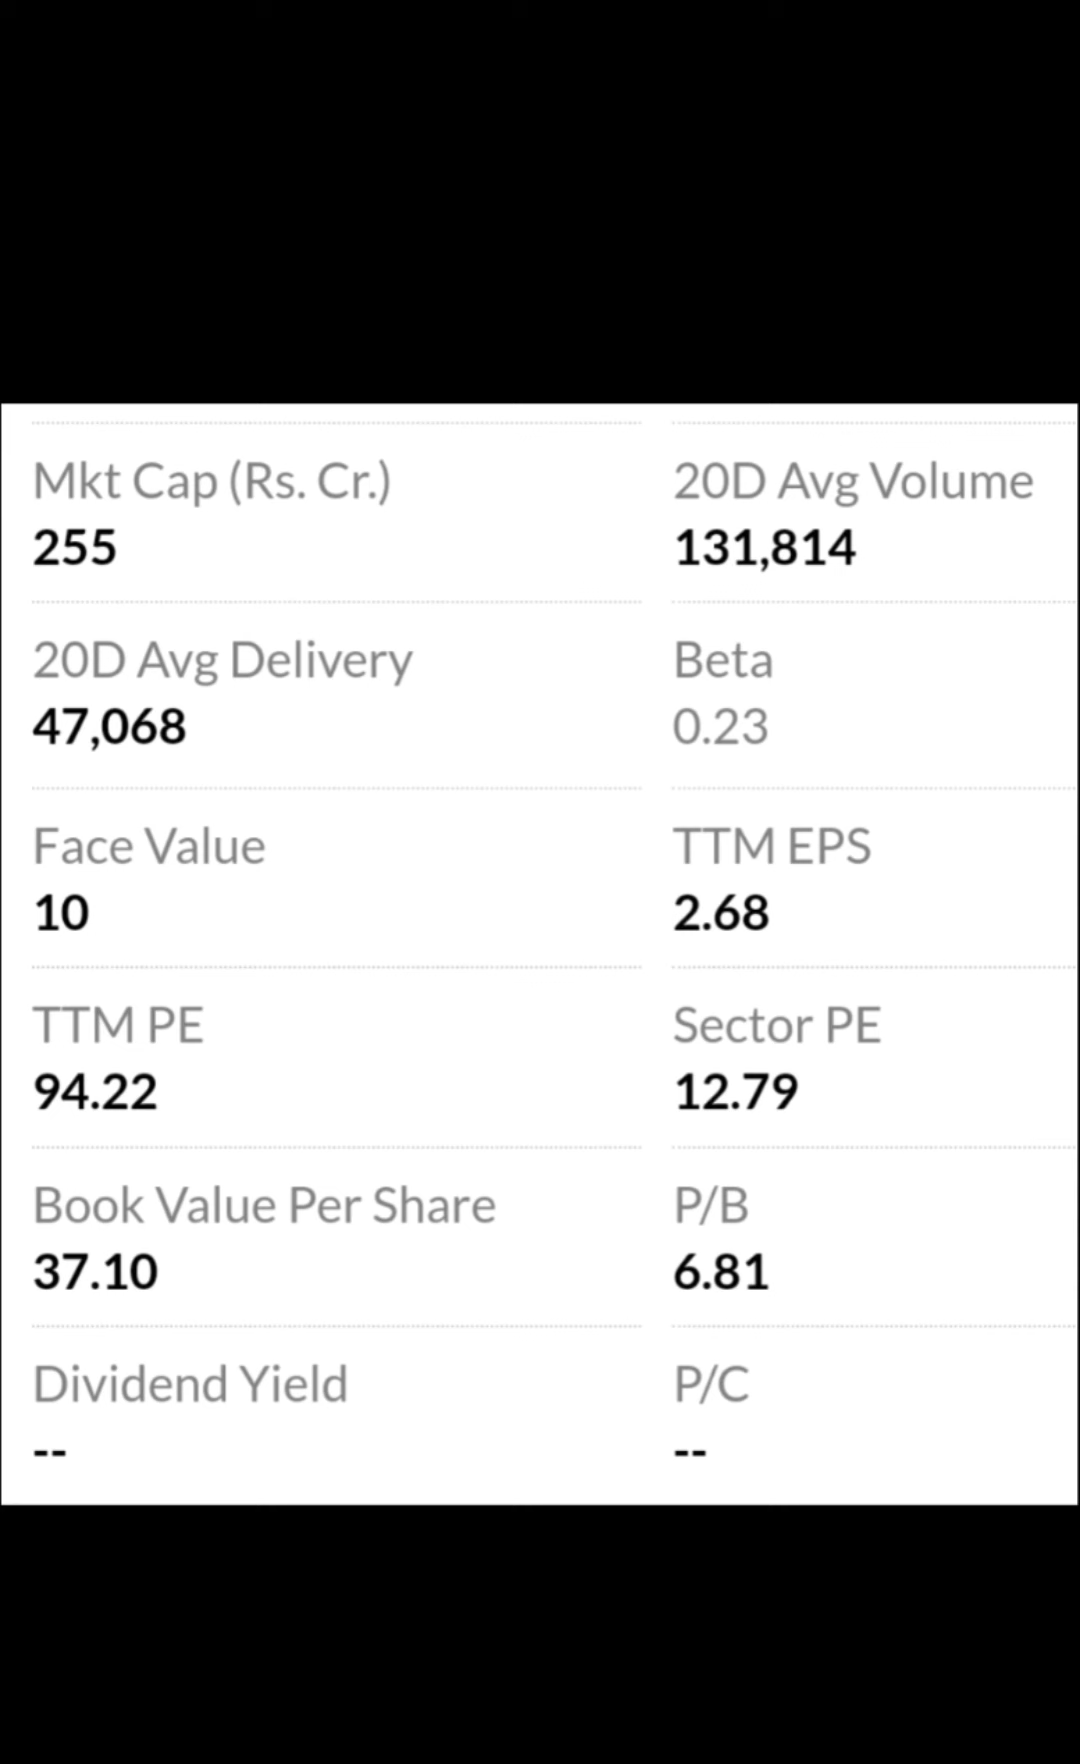 Mkt Cap (Rs. Cr.)
255
20D Avg Volume
131,814
20D Avg Delivery
47,068
Beta
0.23
Face Value
10
TTM EPS
2.68
TTM PE
94.22
Sector PE
12.79
Book Value Per Share
37.10
P/B
6.81
Dividend Yield
--
P/C
--